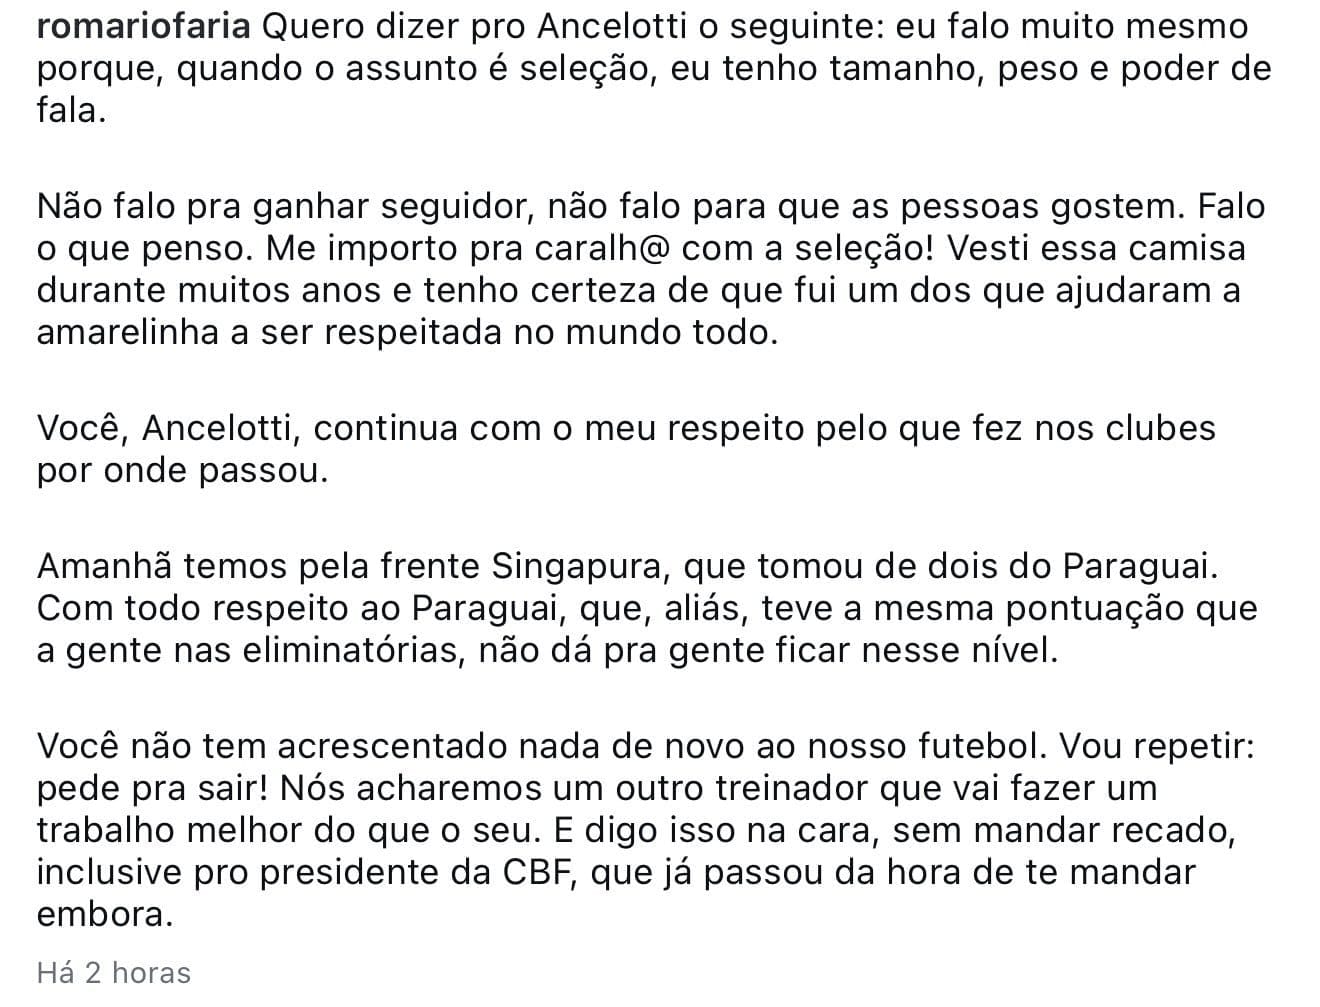 romariofaria Quero dizer pro Ancelotti o seguinte: eu falo muito mesmo
porque, quando o assunto é seleção, eu tenho tamanho, peso e poder de
fala.
Não falo pra ganhar seguidor, não falo para que as pessoas gostem. Falo
o que penso. Me importo pra caralh@ com a seleção! Vesti essa camisa
durante muitos anos e tenho certeza de que fui um dos que ajudaram a
amarelinha a ser respeitada no mundo todo.
Você, Ancelotti, continua com o meu respeito pelo que fez nos clubes
por onde passou.
Amanhã temos pela frente Singapura, que tomou de dois do Paraguai.
Com todo respeito ao Paraguai, que, aliás, teve a mesma pontuação que
a gente nas eliminatórias, não dá pra gente ficar nesse nível.
Você não tem acrescentado nada de novo ao nosso futebol. Vou repetir:
pede pra sair! Nós acharemos um outro treinador que vai fazer um
trabalho melhor do que o seu. E digo isso na cara, sem mandar recado,
inclusive pro presidente da CBF, que já passou da hora de te mandar
embora.
Há 2 horas